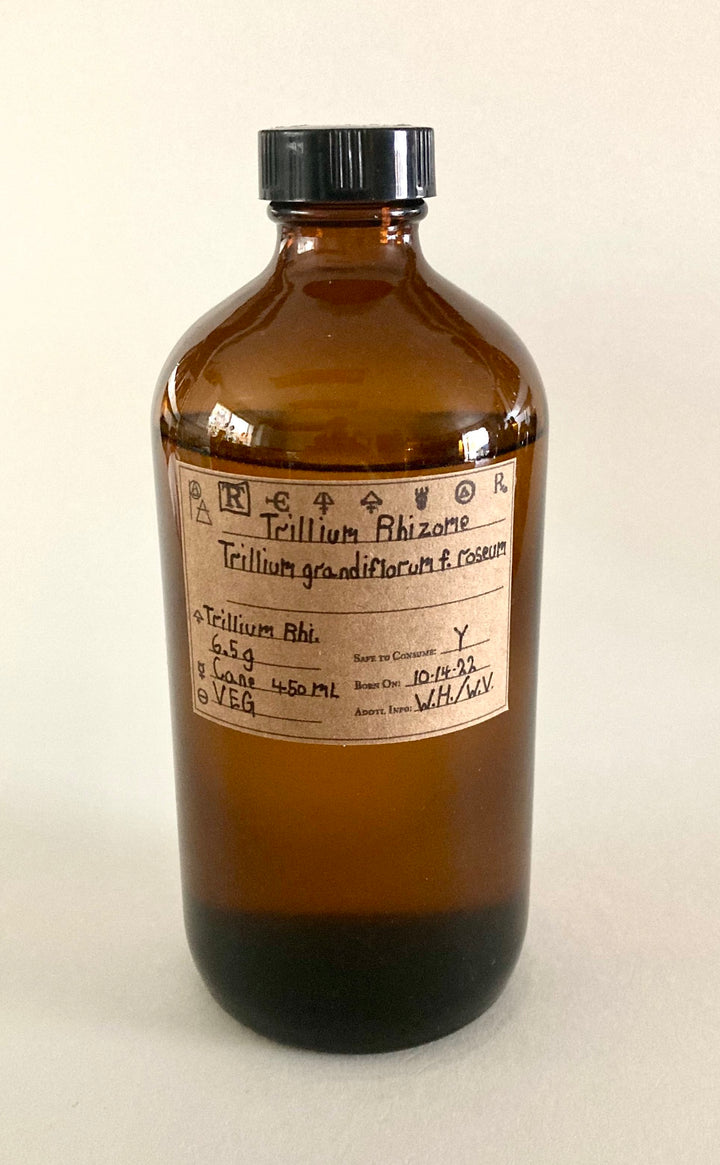 R
Trillium Rhizome
Trillium grandiflorum f. roseum
Trillium Rhi.
6.5g
Cane 450 ML
VEG
Safe to Consume: Y
Born On: 10-14-22
Addtl Info: W.H./W.V.